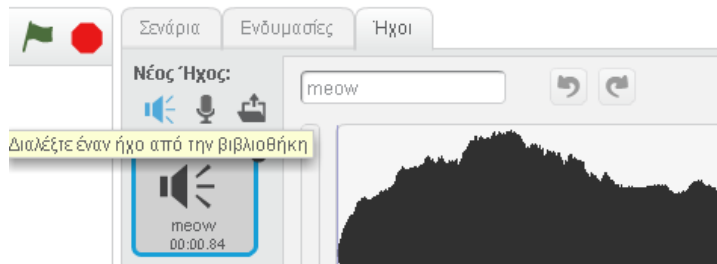 Σενάρια
Ενδυμασίες
Ήχοι
Νέος Ήχος:
meow
Διαλέξτε έναν ήχο από την βιβλιοθήκη
meow
00:00.84